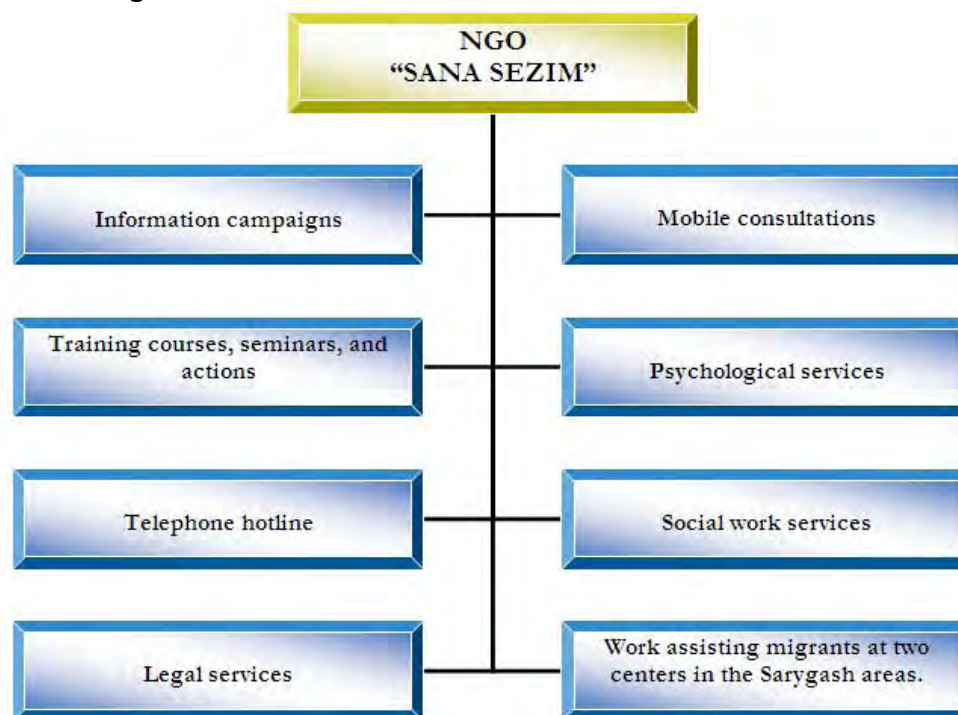 NGO
“SANA SEZIM”
Information campaigns
Mobile consultations
Training courses, seminars, and
actions
Psychological services
Telephone hotline
Social work services
Legal services
Work assisting migrants at two
centers in the Sarygash areas.